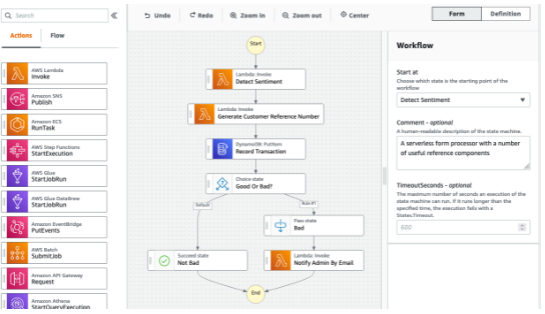 Search
Undo
Redo
Zoom in
Zoom out
Center
Form
Definition
Actions
Flow
AWS Lambda
Invoke
Amazon SNS
Publish
Amazon ECS
RunTask
AWS Step Functions
StartExecution
AWS Glue
StartJobRun
AWS Glue DataBrew
StartJobRun
Amazon EventBridge
PutEvents
AWS Batch
SubmitJob
Amazon API Gateway
Request
Amazon Athena
StartQueryExecution
Start
Lambda: Invoke
Detect Sentiment
Lambda: Invoke
Generate Customer Reference Number
DynamoDB: PutItem
Record Transaction
Choice state
Good Or Bad?
Default
Rule #1
Pass state
Bad
Succeed state
Not Bad
Lambda: Invoke
Notify Admin By Email
End
Workflow
Start at
Choose which state is the starting point of the
workflow
Detect Sentiment
Comment - optional
A human-readable description of the state machine.
A serverless form processor with a number
of useful reference components
TimeoutSeconds - optional
The maximum number of seconds an execution of the
state machine can run. If it runs longer than the
specified time, the execution fails with a
States.Timeout.
600